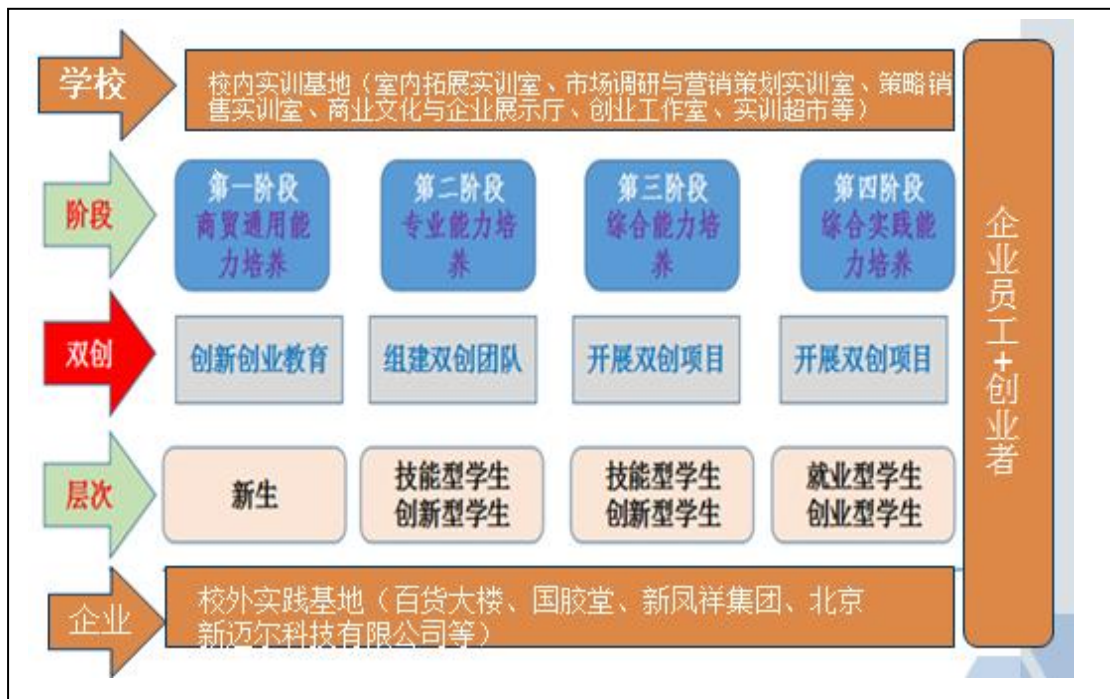 学校
校内实训基地（室内拓展实训室、市场调研与营销策划实训室、策略销
售实训室、商业文化与企业展示厅、创业工作室、实训超市等）
阶段
第一阶段
商贸通用能
力培养
第二阶段
专业能力培
养
第三阶段
综合能力培
养
第四阶段
综合实践能
力培养
双创
创新创业教育
组建双创团队
开展双创项目
开展双创项目
层次
新生
技能型学生
创新型学生
技能型学生
创新型学生
就业型学生
创业型学生
企业
校外实践基地（百货大楼、国胶堂、新凤祥集团、北京
新迈尔科技有限公司等）
企业员工+创业者